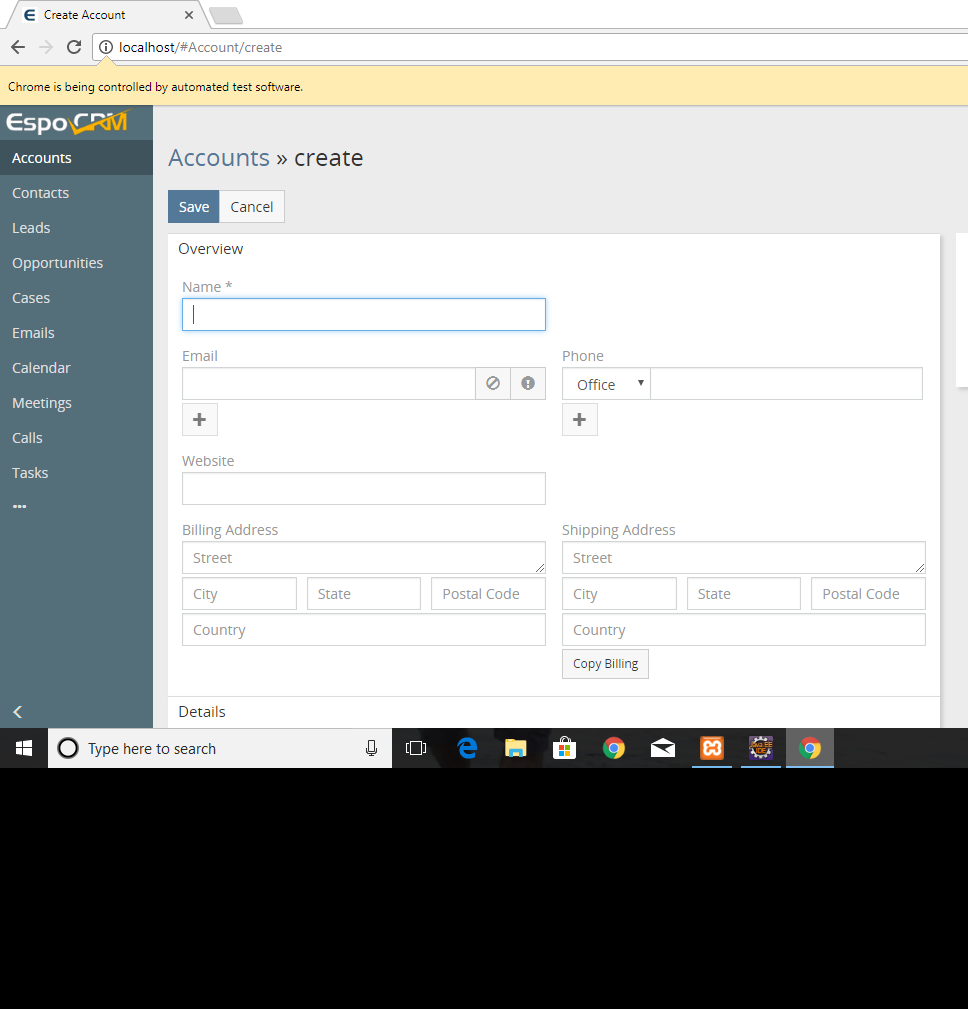 Create Account
localhost/#Account/create
Chrome is being controlled by automated test software.
EspoCRM
Accounts
Contacts
Leads
Opportunities
Cases
Emails
Calendar
Meetings
Calls
Tasks
Accounts » create
Save Cancel
Overview
Name *
Email Phone
Office
Website
Billing Address Shipping Address
Street Street
City State Postal Code City State Postal Code
Country Country
Copy Billing
Details
Type here to search
Java EE
IDE